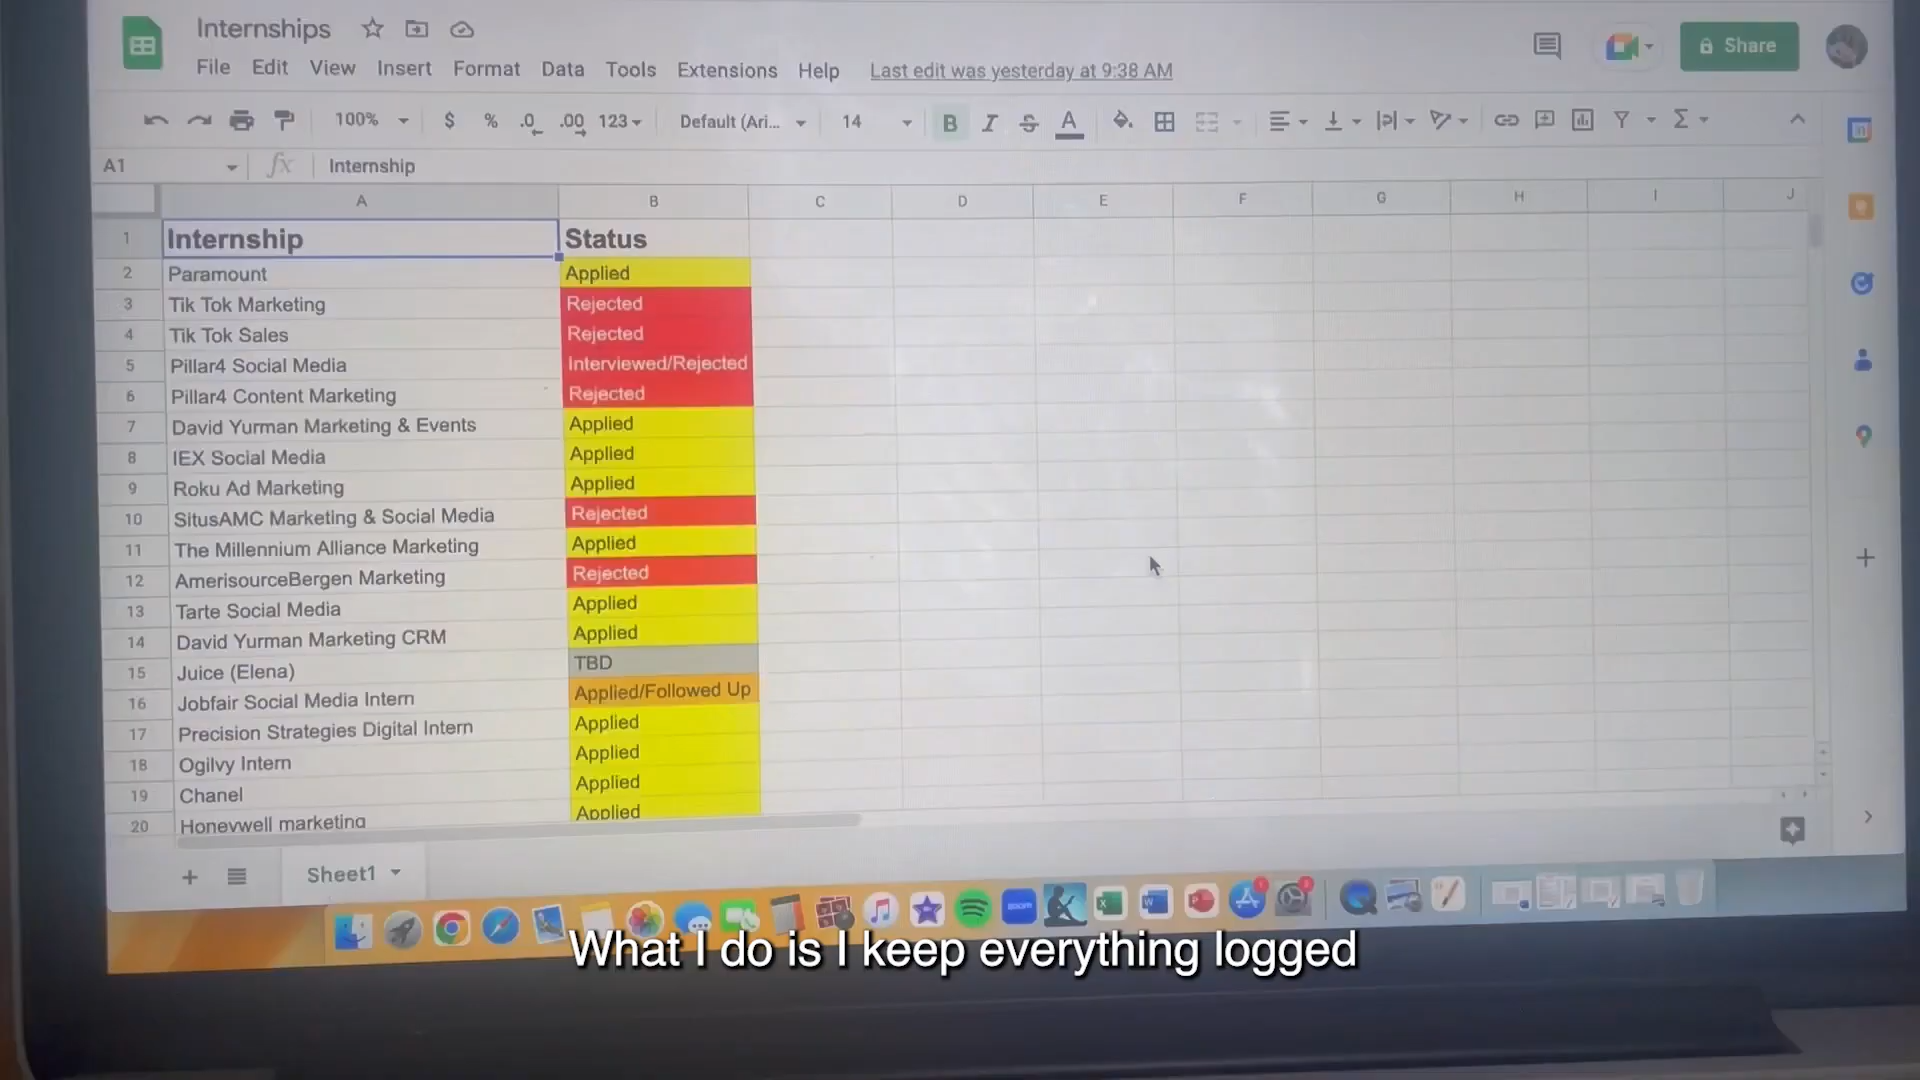 Internships
File Edit View Insert Format Data Tools Extensions Help Last edit was yesterday at 9:38 AM
Share
100% $ % .0 .00 123 Default (Ari... 14 B I S A
A1 fx Internship
A B C D E F G H I J
1 Internship Status
2 Paramount Applied
3 Tik Tok Marketing Rejected
4 Tik Tok Sales Rejected
5 Pillar4 Social Media Interviewed/Rejected
6 Pillar4 Content Marketing Rejected
7 David Yurman Marketing & Events Applied
8 IEX Social Media Applied
9 Roku Ad Marketing Applied
10 SitusAMC Marketing & Social Media Rejected
11 The Millennium Alliance Marketing Applied
12 AmerisourceBergen Marketing Rejected
13 Tarte Social Media Applied
14 David Yurman Marketing CRM Applied
15 Juice (Elena) TBD
16 Jobfair Social Media Intern Applied/Followed Up
17 Precision Strategies Digital Intern Applied
18 Ogilvy Intern Applied
19 Chanel Applied
20 Honeywell marketing Applied
Sheet1
What I do is I keep everything logged